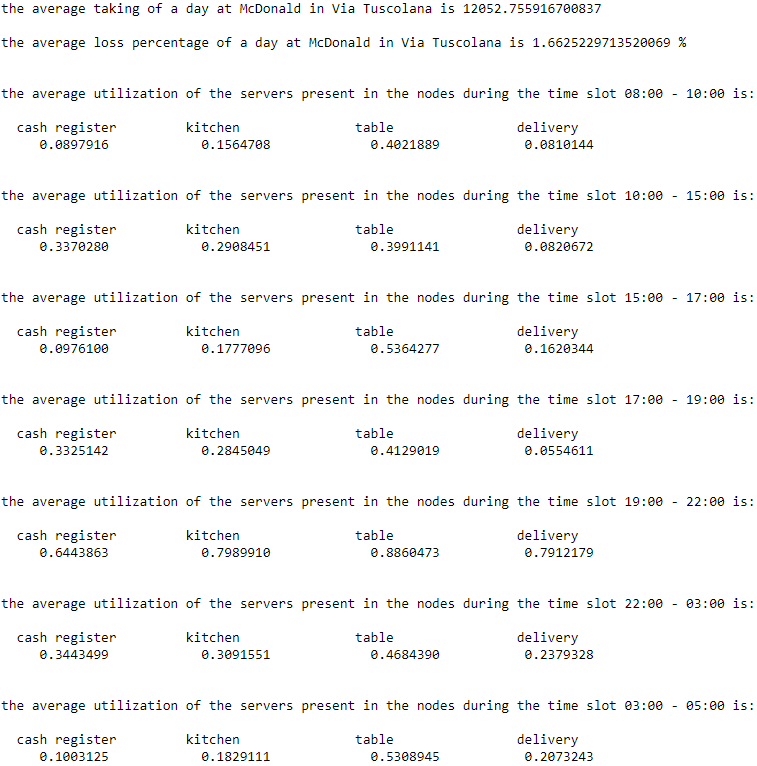 the average taking of a day at McDonald in Via Tuscolana is 12052.755916700837
the average loss percentage of a day at McDonald in Via Tuscolana is 1.6625229713520069 %
the average utilization of the servers present in the nodes during the time slot 08:00 - 10:00 is:
cash register kitchen table delivery
0.0897916 0.1564708 0.4021889 0.0810144
the average utilization of the servers present in the nodes during the time slot 10:00 - 15:00 is:
cash register kitchen table delivery
0.3370280 0.2908451 0.3991141 0.0820672
the average utilization of the servers present in the nodes during the time slot 15:00 - 17:00 is:
cash register kitchen table delivery
0.0976100 0.1777096 0.5364277 0.1620344
the average utilization of the servers present in the nodes during the time slot 17:00 - 19:00 is:
cash register kitchen table delivery
0.3325142 0.2845049 0.4129019 0.0554611
the average utilization of the servers present in the nodes during the time slot 19:00 - 22:00 is:
cash register kitchen table delivery
0.6443863 0.7989910 0.8860473 0.7912179
the average utilization of the servers present in the nodes during the time slot 22:00 - 03:00 is:
cash register kitchen table delivery
0.3443499 0.3091551 0.4684390 0.2379328
the average utilization of the servers present in the nodes during the time slot 03:00 - 05:00 is:
cash register kitchen table delivery
0.1003125 0.1829111 0.5308945 0.2073243